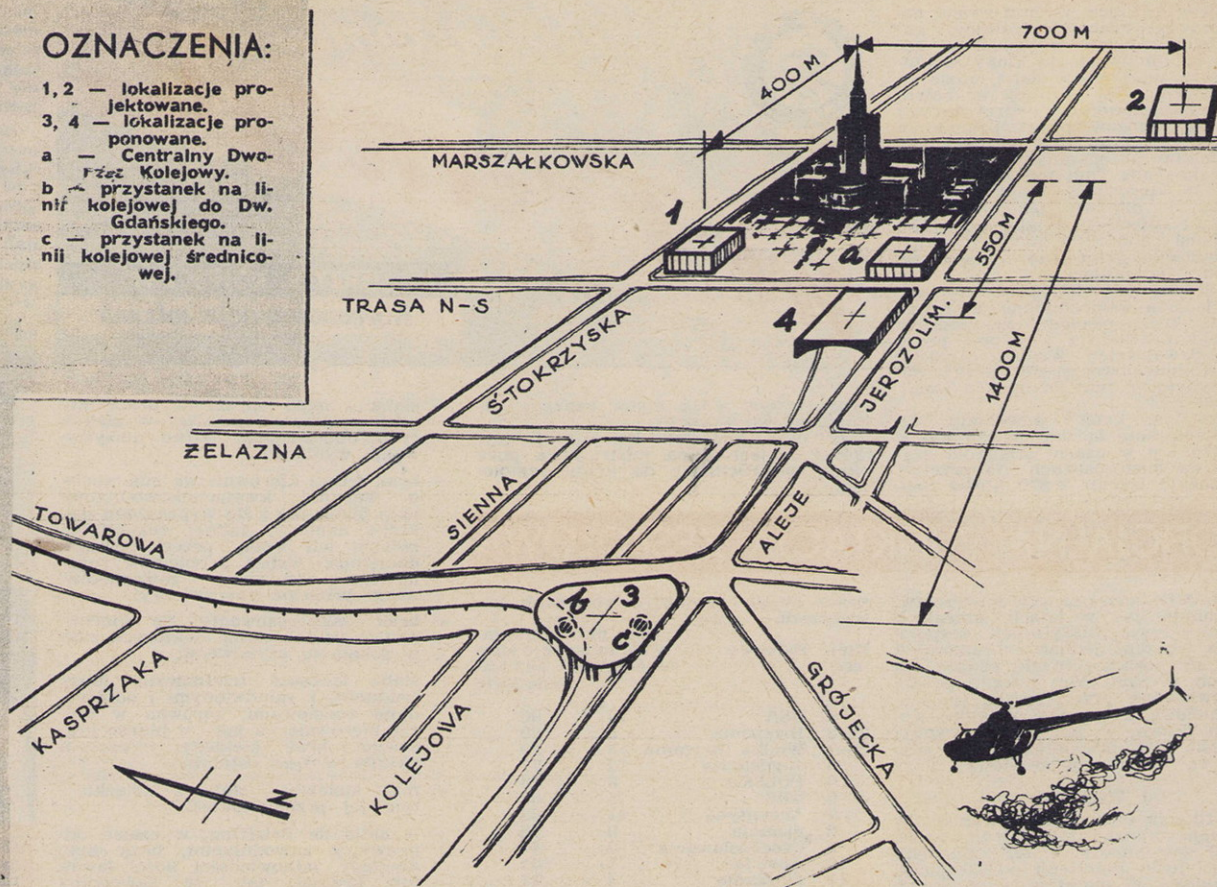 OZNACZENIA:
1, 2 — lokalizacje pro-
jektowane.
3, 4 — lokalizacje pro-
ponowane.
a — Centralny Dwo-
rzec Kolejowy.
b — przystanek na li-
nii kolejowej do Dw.
Gdańskiego.
c — przystanek na li-
nii kolejowej średnico-
wej.
700 M
400 M
2
MARSZAŁKOWSKA
1
a
550 M
TRASA N-S
4
Ś-TOKRZYSKA
JEROZOLIM.
1400M
ŻELAZNA
SIENNA
ALEJE
TOWAROWA
b 3
c
KASPRZAKA
KOLEJOWA
GRÓJECKA
N